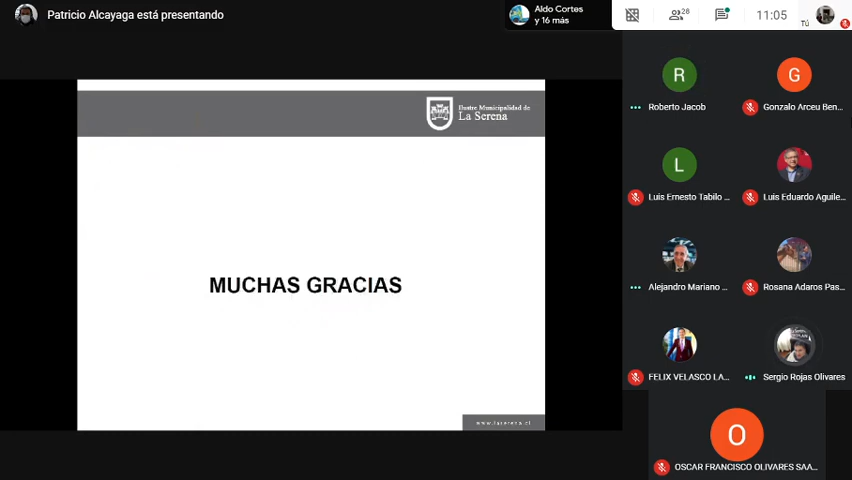 Patricio Alcayaga está presentando
Aldo Cortes
y 16 más
28
11:05
Tú
Ilustre Municipalidad de
La Serena
MUCHAS GRACIAS
www.laserena.cl
R
Roberto Jacob
G
Gonzalo Arceu Ben...
L
Luis Ernesto Tabilo ...
Luis Eduardo Aguile...
Alejandro Mariano ...
Rosana Adaros Pas...
FELIX VELASCO LA...
Sergio Rojas Olivares
O
OSCAR FRANCISCO OLIVARES SAA...